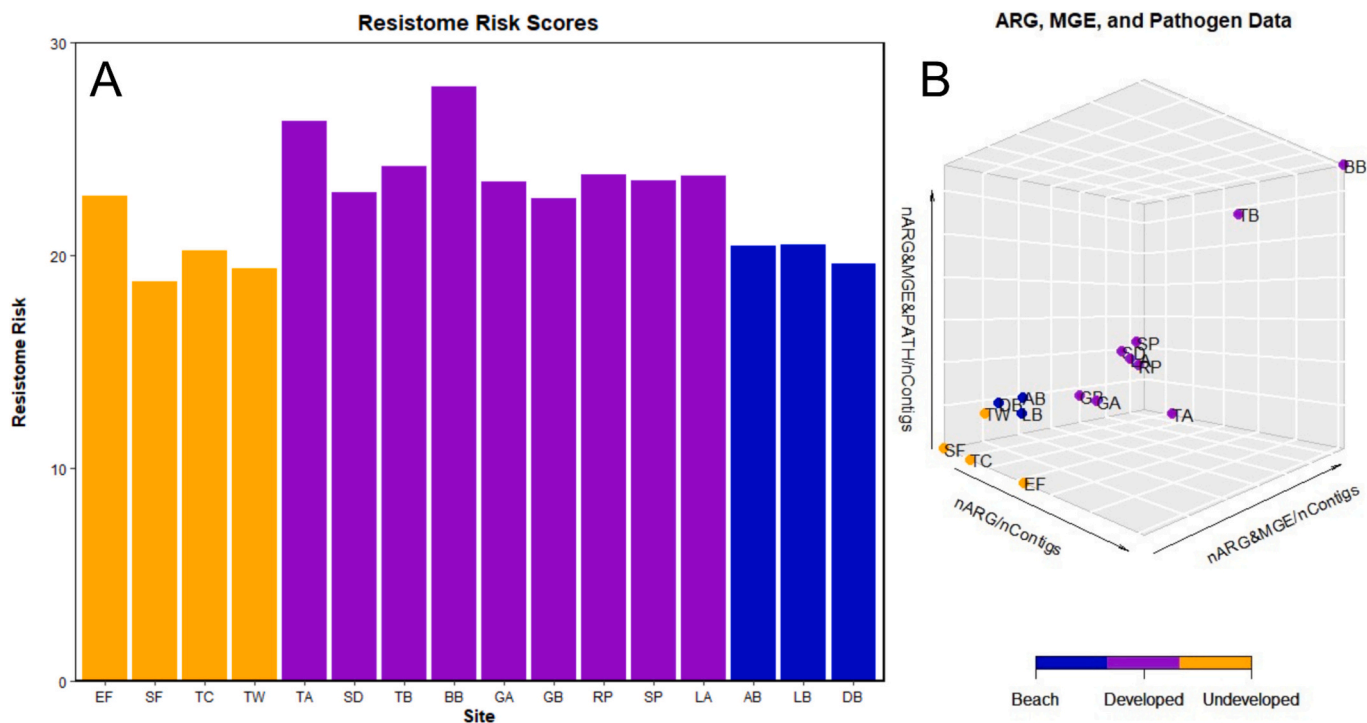 Resistome Risk Scores
A
30
20
10
0
Resistome Risk
EF SF TC TW TA SD TB BB GA GB RP SP LA AB LB DB
Site
ARG, MGE, and Pathogen Data
B
BB
TB
SP
SD
LA
RP
GB
GA
TA
AB
DB
LB
TW
SF
TC
EF
nARG&MGE&PATH/nContigs
nARG/nContigs
nARG&MGE/nContigs
Beach Developed Undeveloped